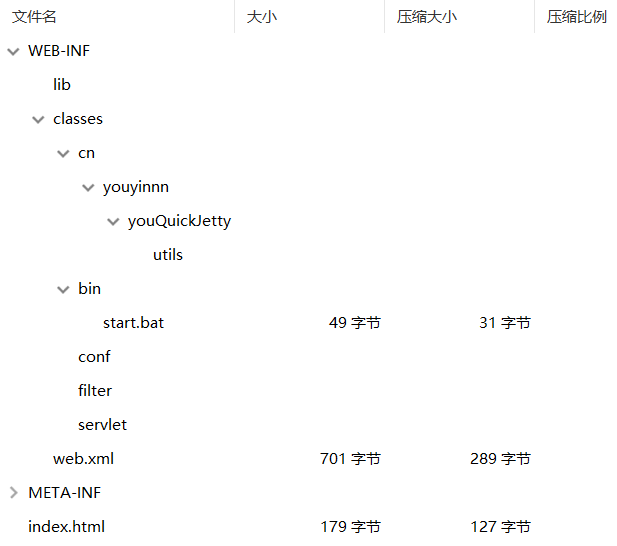 文件名 大小 压缩大小 压缩比例
WEB-INF
lib
classes
cn
youyinnn
youQuickJetty
utils
bin
start.bat 49 字节 31 字节
conf
filter
servlet
web.xml 701 字节 289 字节
META-INF
index.html 179 字节 127 字节